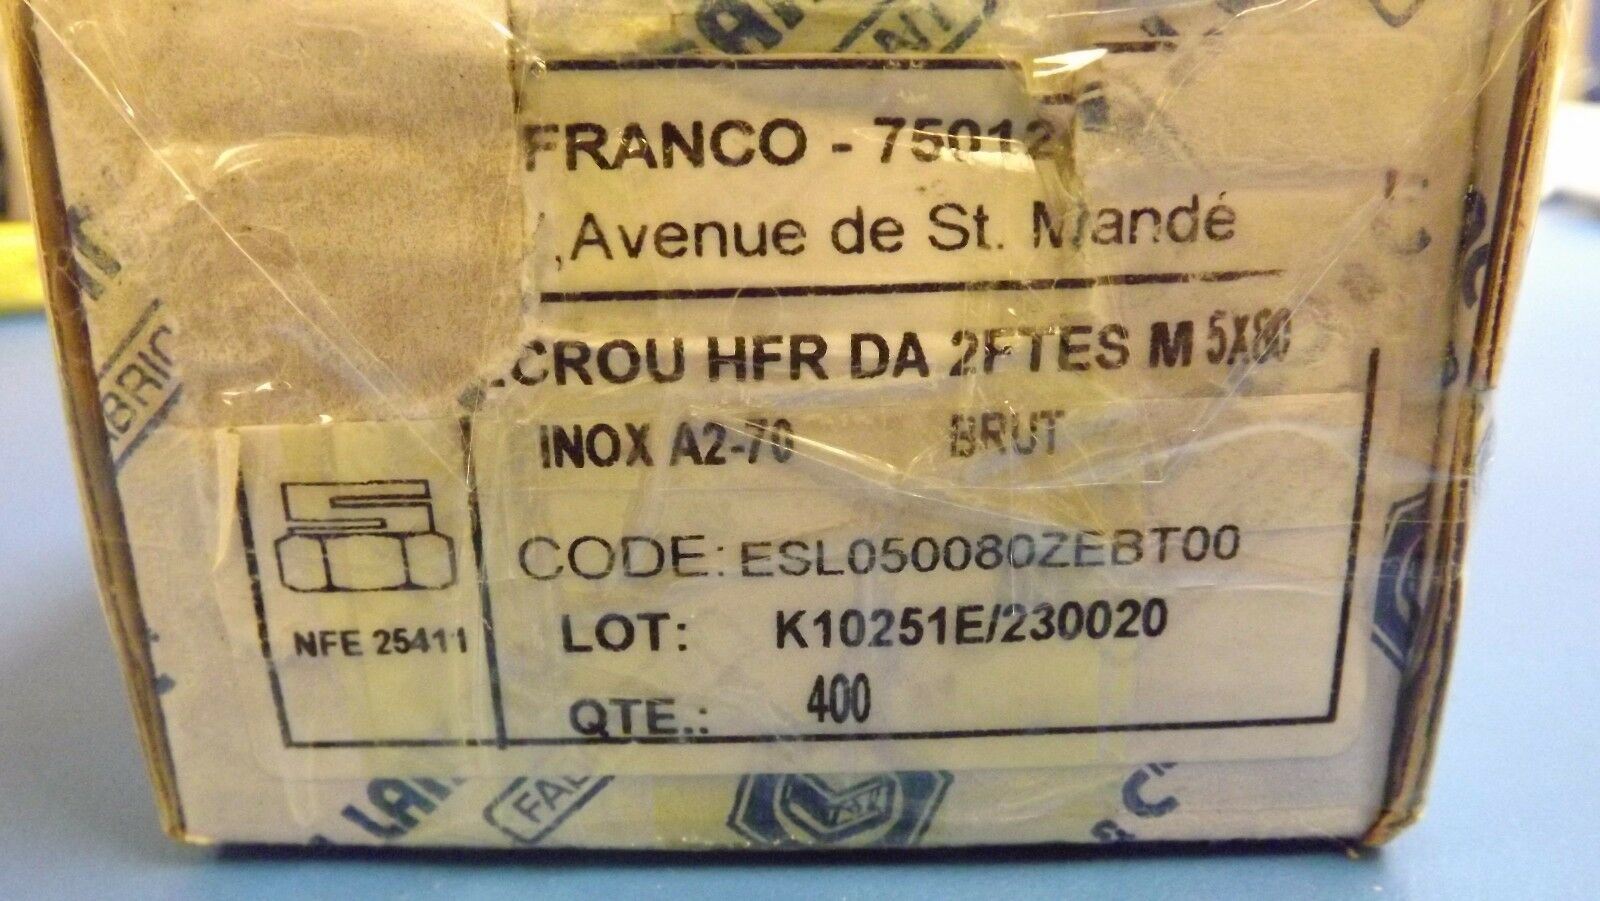 FRANCO - 75012
,Avenue de St. Mandé
ECROU HFR DA 2FTES M 5X80
INOX A2-70 BRUT
CODE: ESL050080ZEBT00
NFE 25411
LOT: K10251E/230020
QTE.: 400